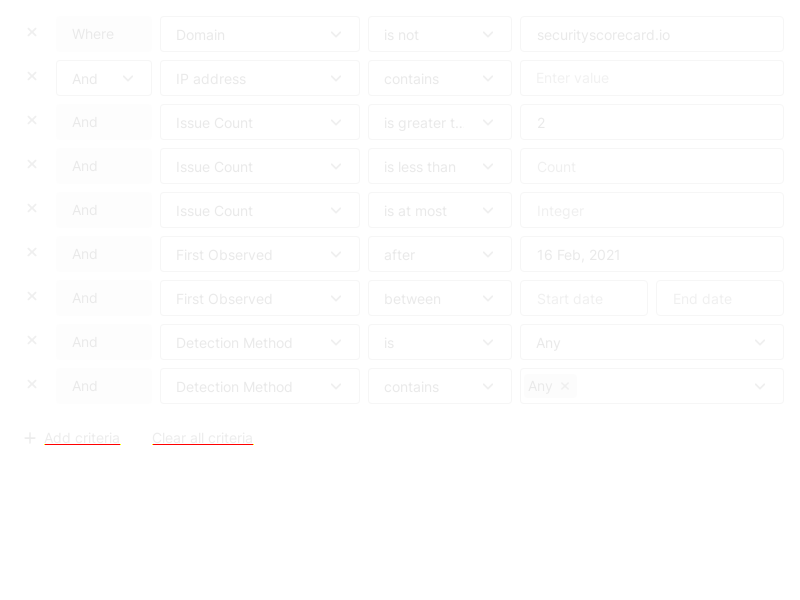 Where Domain is not securityscorecard.io
And IP address contains Enter value
And Issue Count is greater t.. 2
And Issue Count is less than Count
And Issue Count is at most Integer
And First Observed after 16 Feb, 2021
And First Observed between Start date End date
And Detection Method is Any
And Detection Method contains Any
Add criteria Clear all criteria